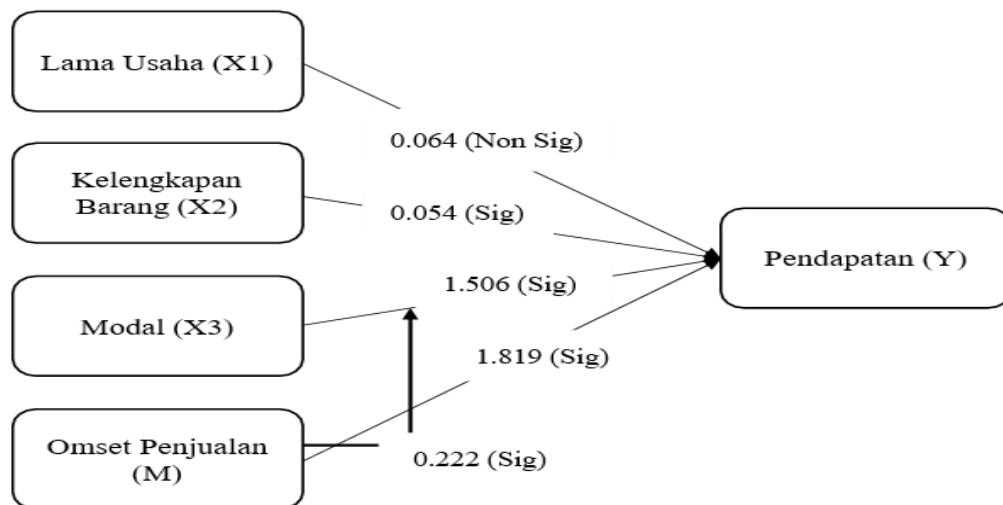 Lama Usaha (X1)
0.064 (Non Sig)
Kelengkapan
Barang (X2)
0.054 (Sig)
Pendapatan (Y)
1.506 (Sig)
Modal (X3)
1.819 (Sig)
Omset Penjualan
(M)
0.222 (Sig)